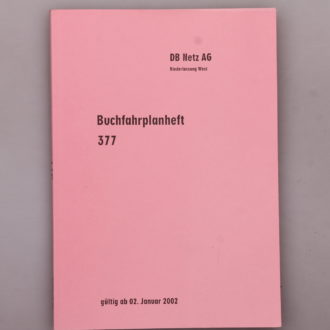 DB Netz AG
Niederlassung West
Buchfahrplanheft
377
gültig ab 02. Januar 2002